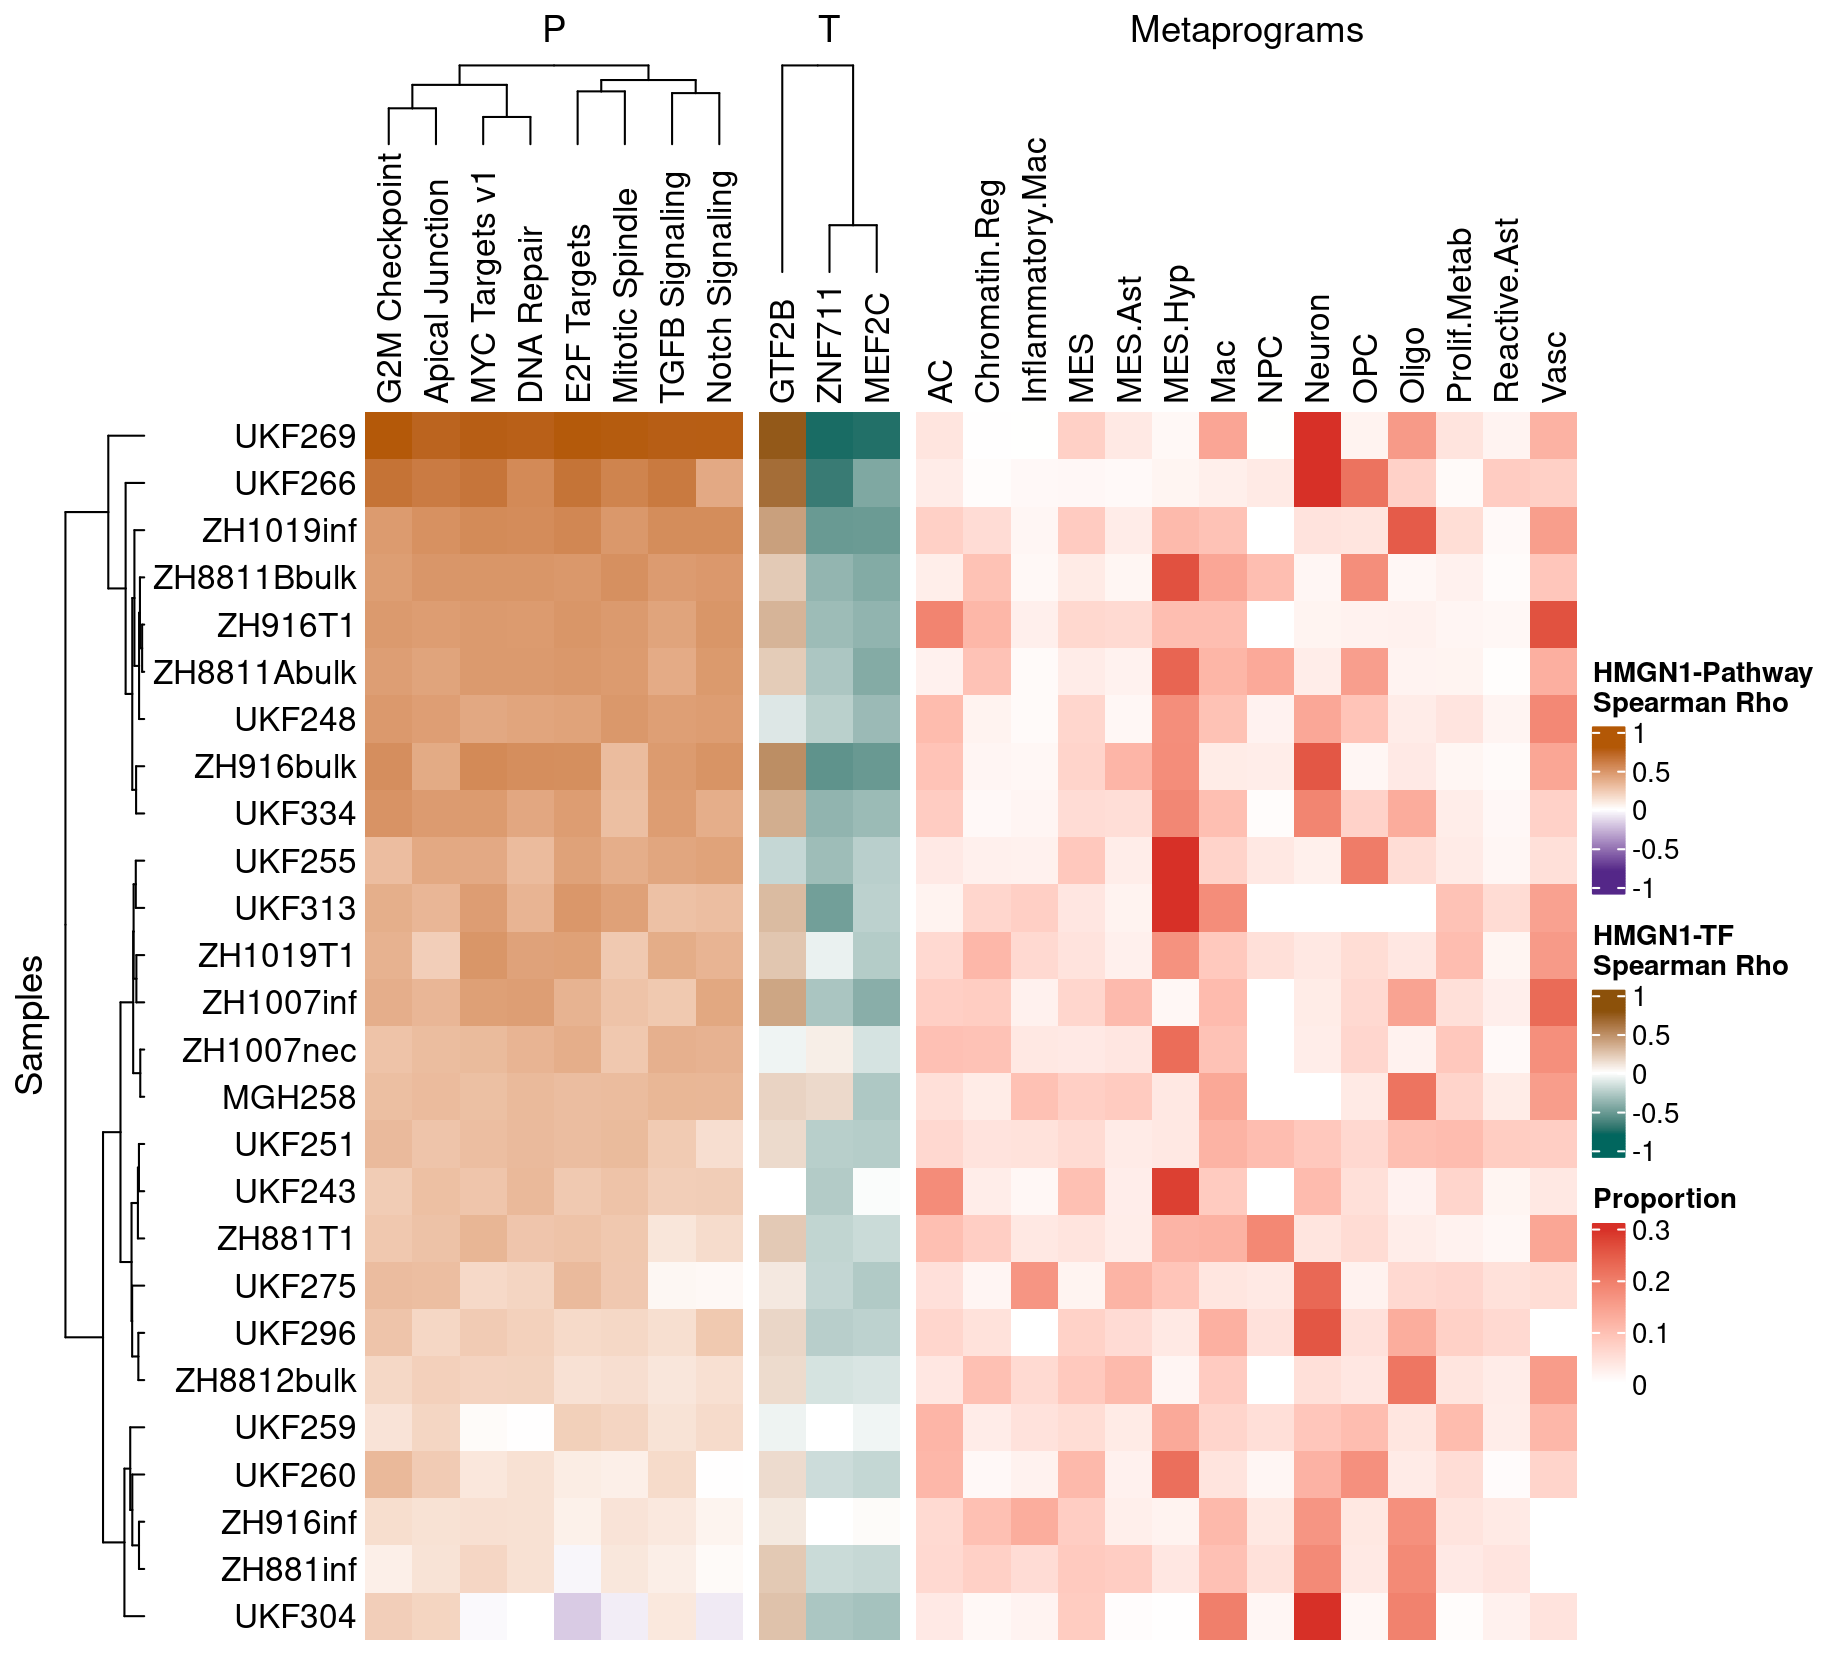 P
T
Metaprograms
G2M Checkpoint
Apical Junction
MYC Targets v1
DNA Repair
E2F Targets
Mitotic Spindle
TGFB Signaling
Notch Signaling
GTF2B
ZNF711
MEF2C
AC
Chromatin.Reg
Inflammatory.Mac
MES
MES.Ast
MES.Hyp
Mac
NPC
Neuron
OPC
Oligo
Prolif.Metab
Reactive.Ast
Vasc
Samples
UKF269
UKF266
ZH1019inf
ZH8811Bbulk
ZH916T1
ZH8811Abulk
UKF248
ZH916bulk
UKF334
UKF255
UKF313
ZH1019T1
ZH1007inf
ZH1007nec
MGH258
UKF251
UKF243
ZH881T1
UKF275
UKF296
ZH8812bulk
UKF259
UKF260
ZH916inf
ZH881inf
UKF304
HMGN1-Pathway
Spearman Rho
1
0.5
0
-0.5
-1
HMGN1-TF
Spearman Rho
1
0.5
0
-0.5
-1
Proportion
0.3
0.2
0.1
0